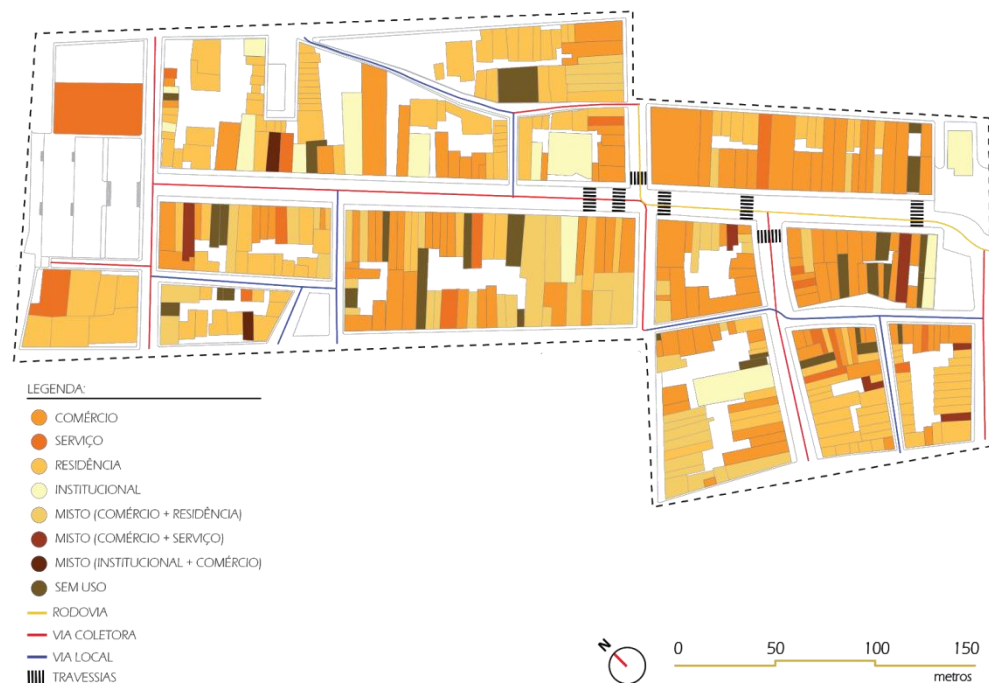 LEGENDA:
COMÉRCIO
SERVIÇO
RESIDÊNCIA
INSTITUCIONAL
MISTO (COMÉRCIO + RESIDÊNCIA)
MISTO (COMÉRCIO + SERVIÇO)
MISTO (INSTITUCIONAL + COMÉRCIO)
SEM USO
RODOVIA
VIA COLETORA
VIA LOCAL
TRAVESSIAS
N
0 50 100 150
metros